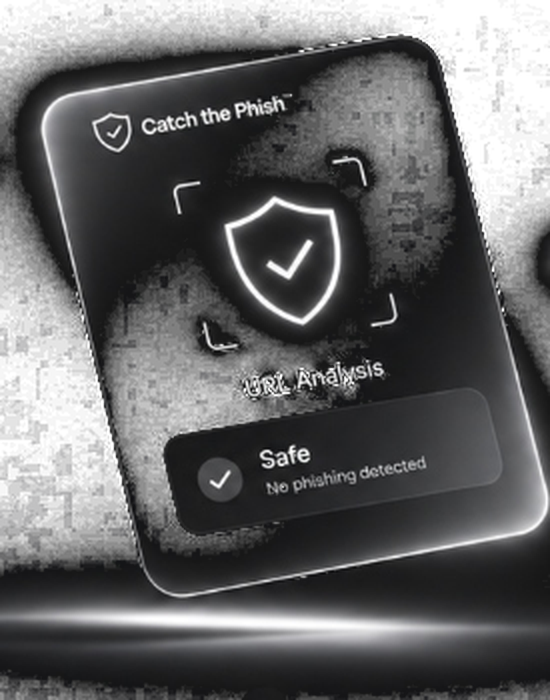 Catch the Phish™
URL Analysis
Safe
No phishing detected